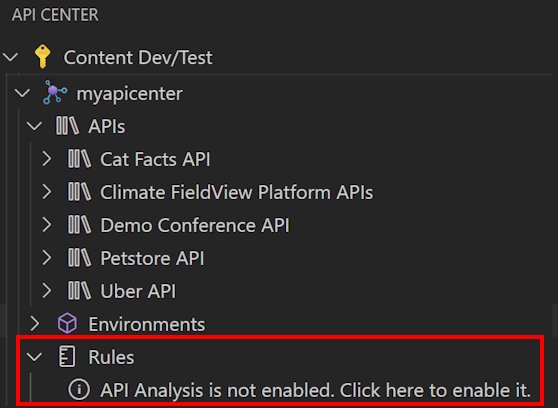 API CENTER
Content Dev/Test
myapicenter
APIs
Cat Facts API
Climate FieldView Platform APIs
Demo Conference API
Petstore API
Uber API
Environments
Rules
API Analysis is not enabled. Click here to enable it.